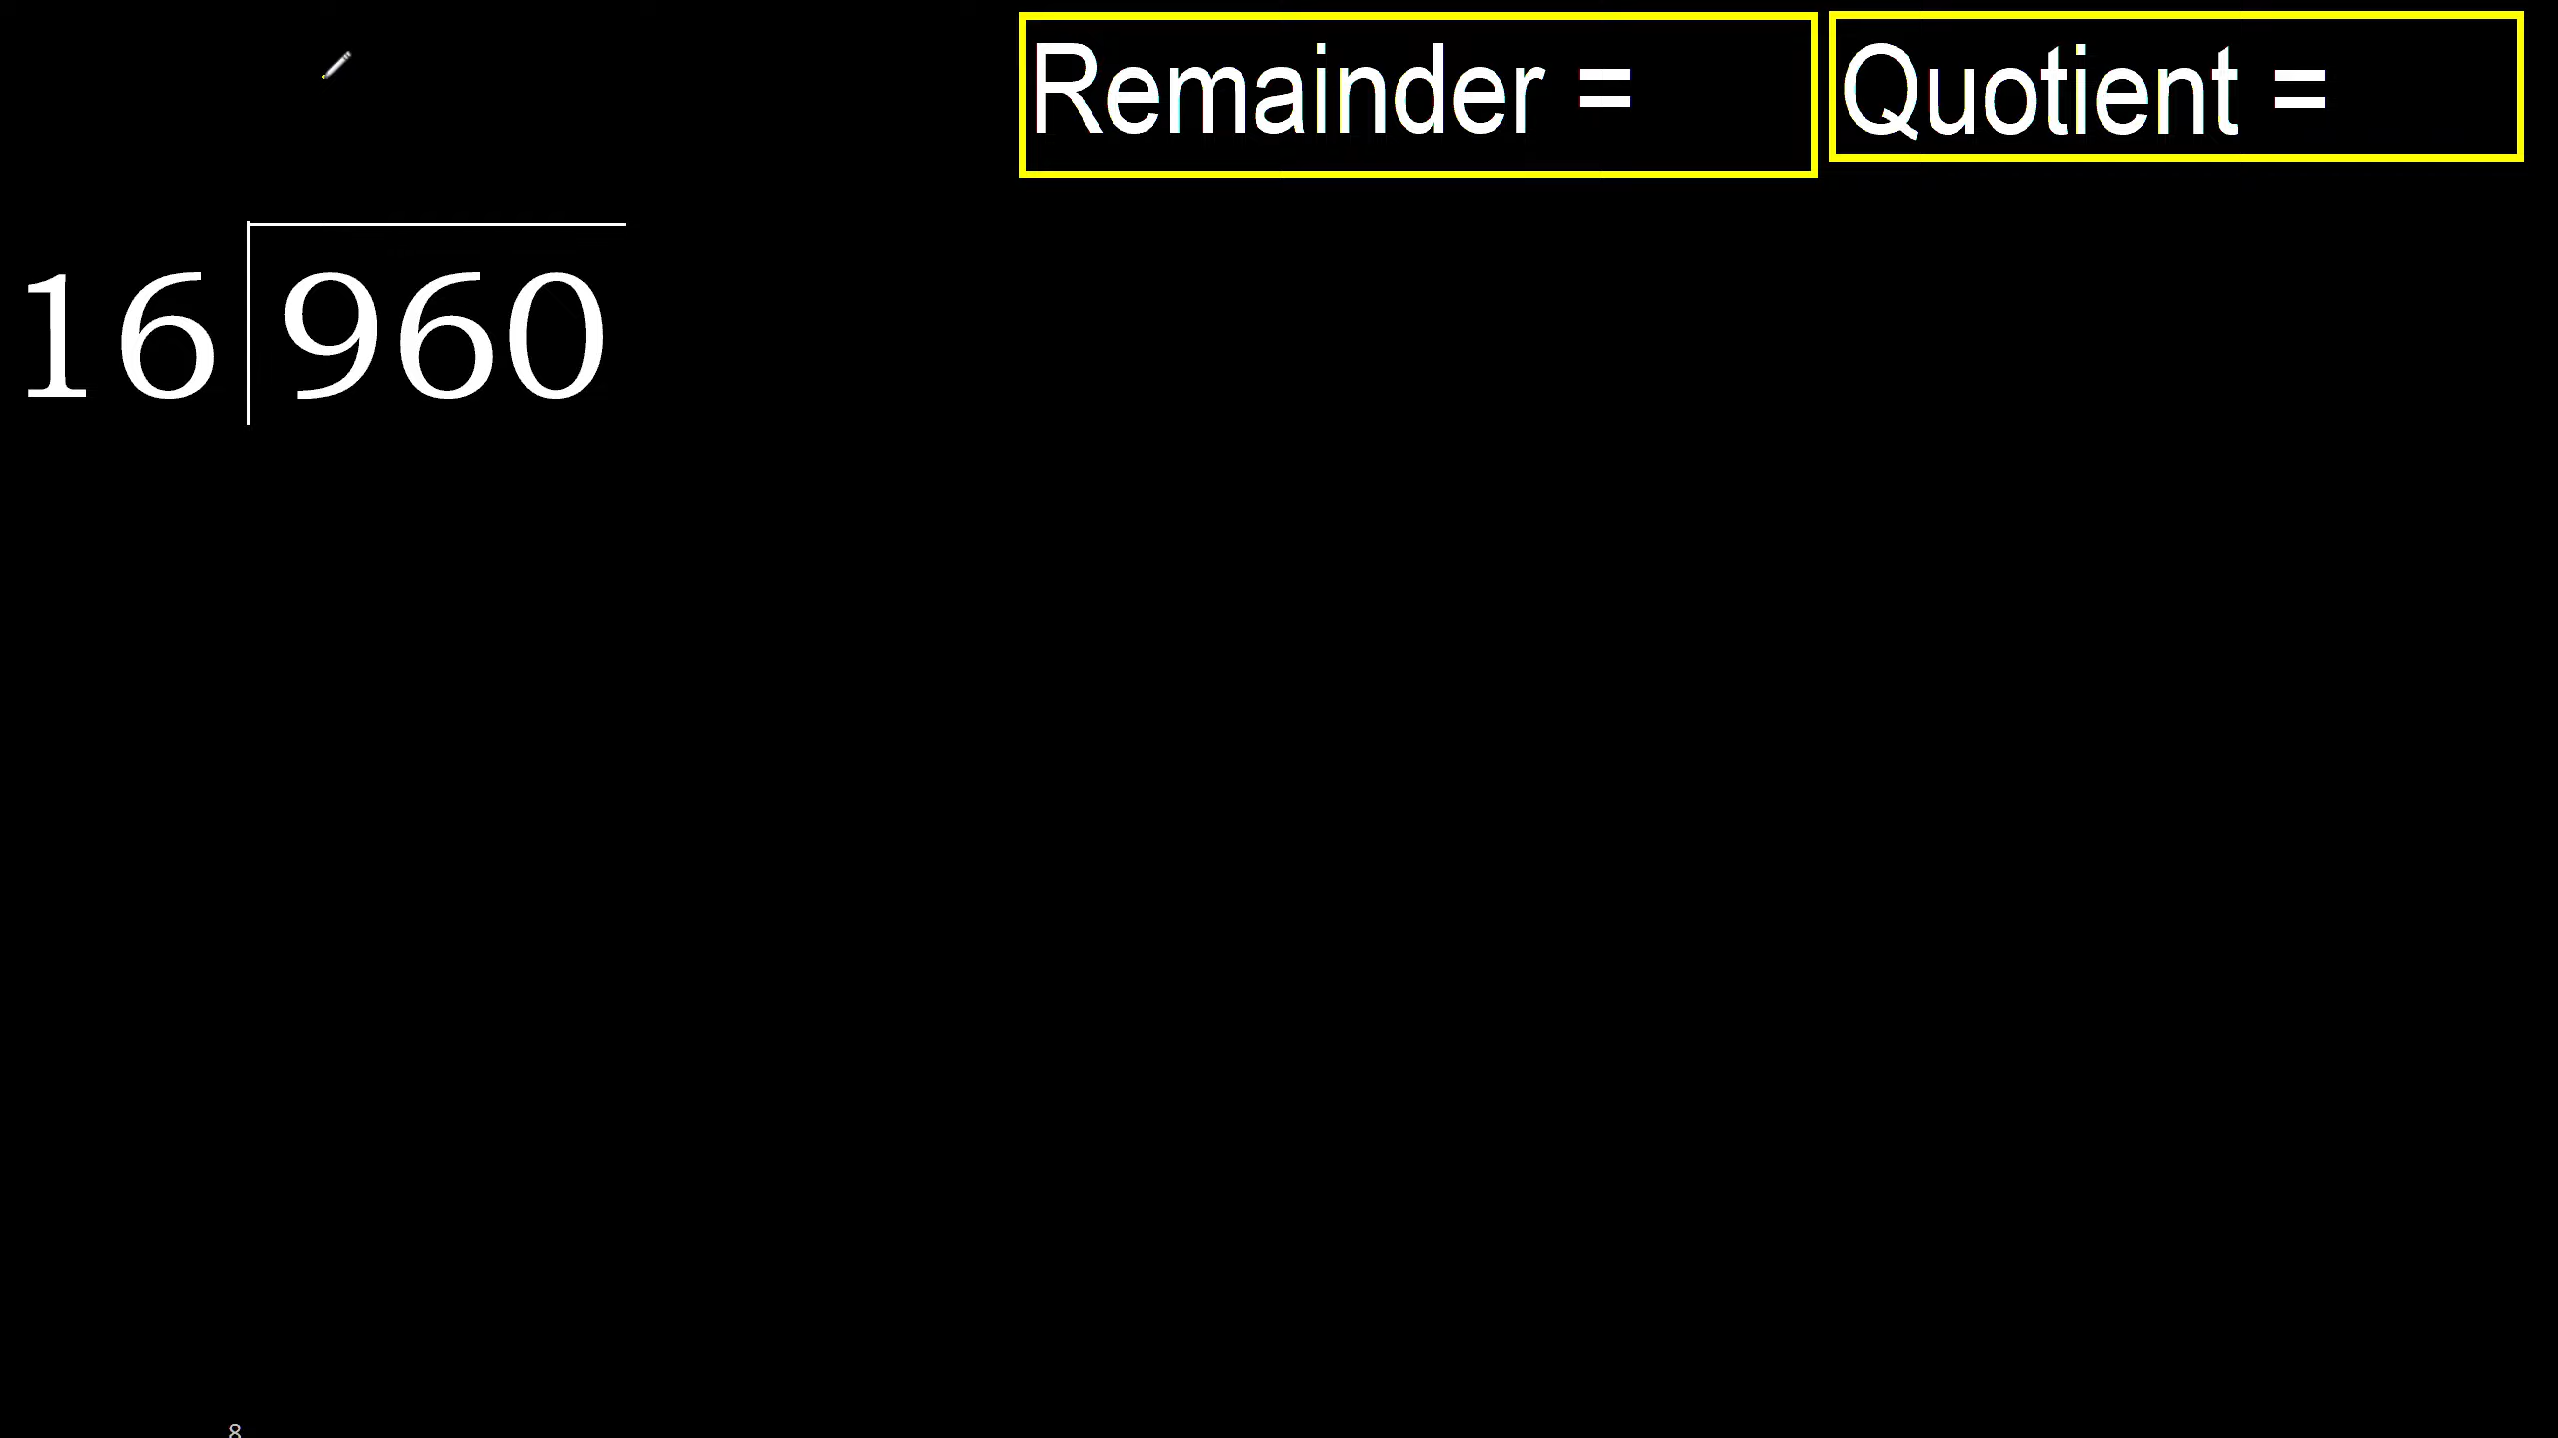 Remainder =
Quotient =
16 960
8